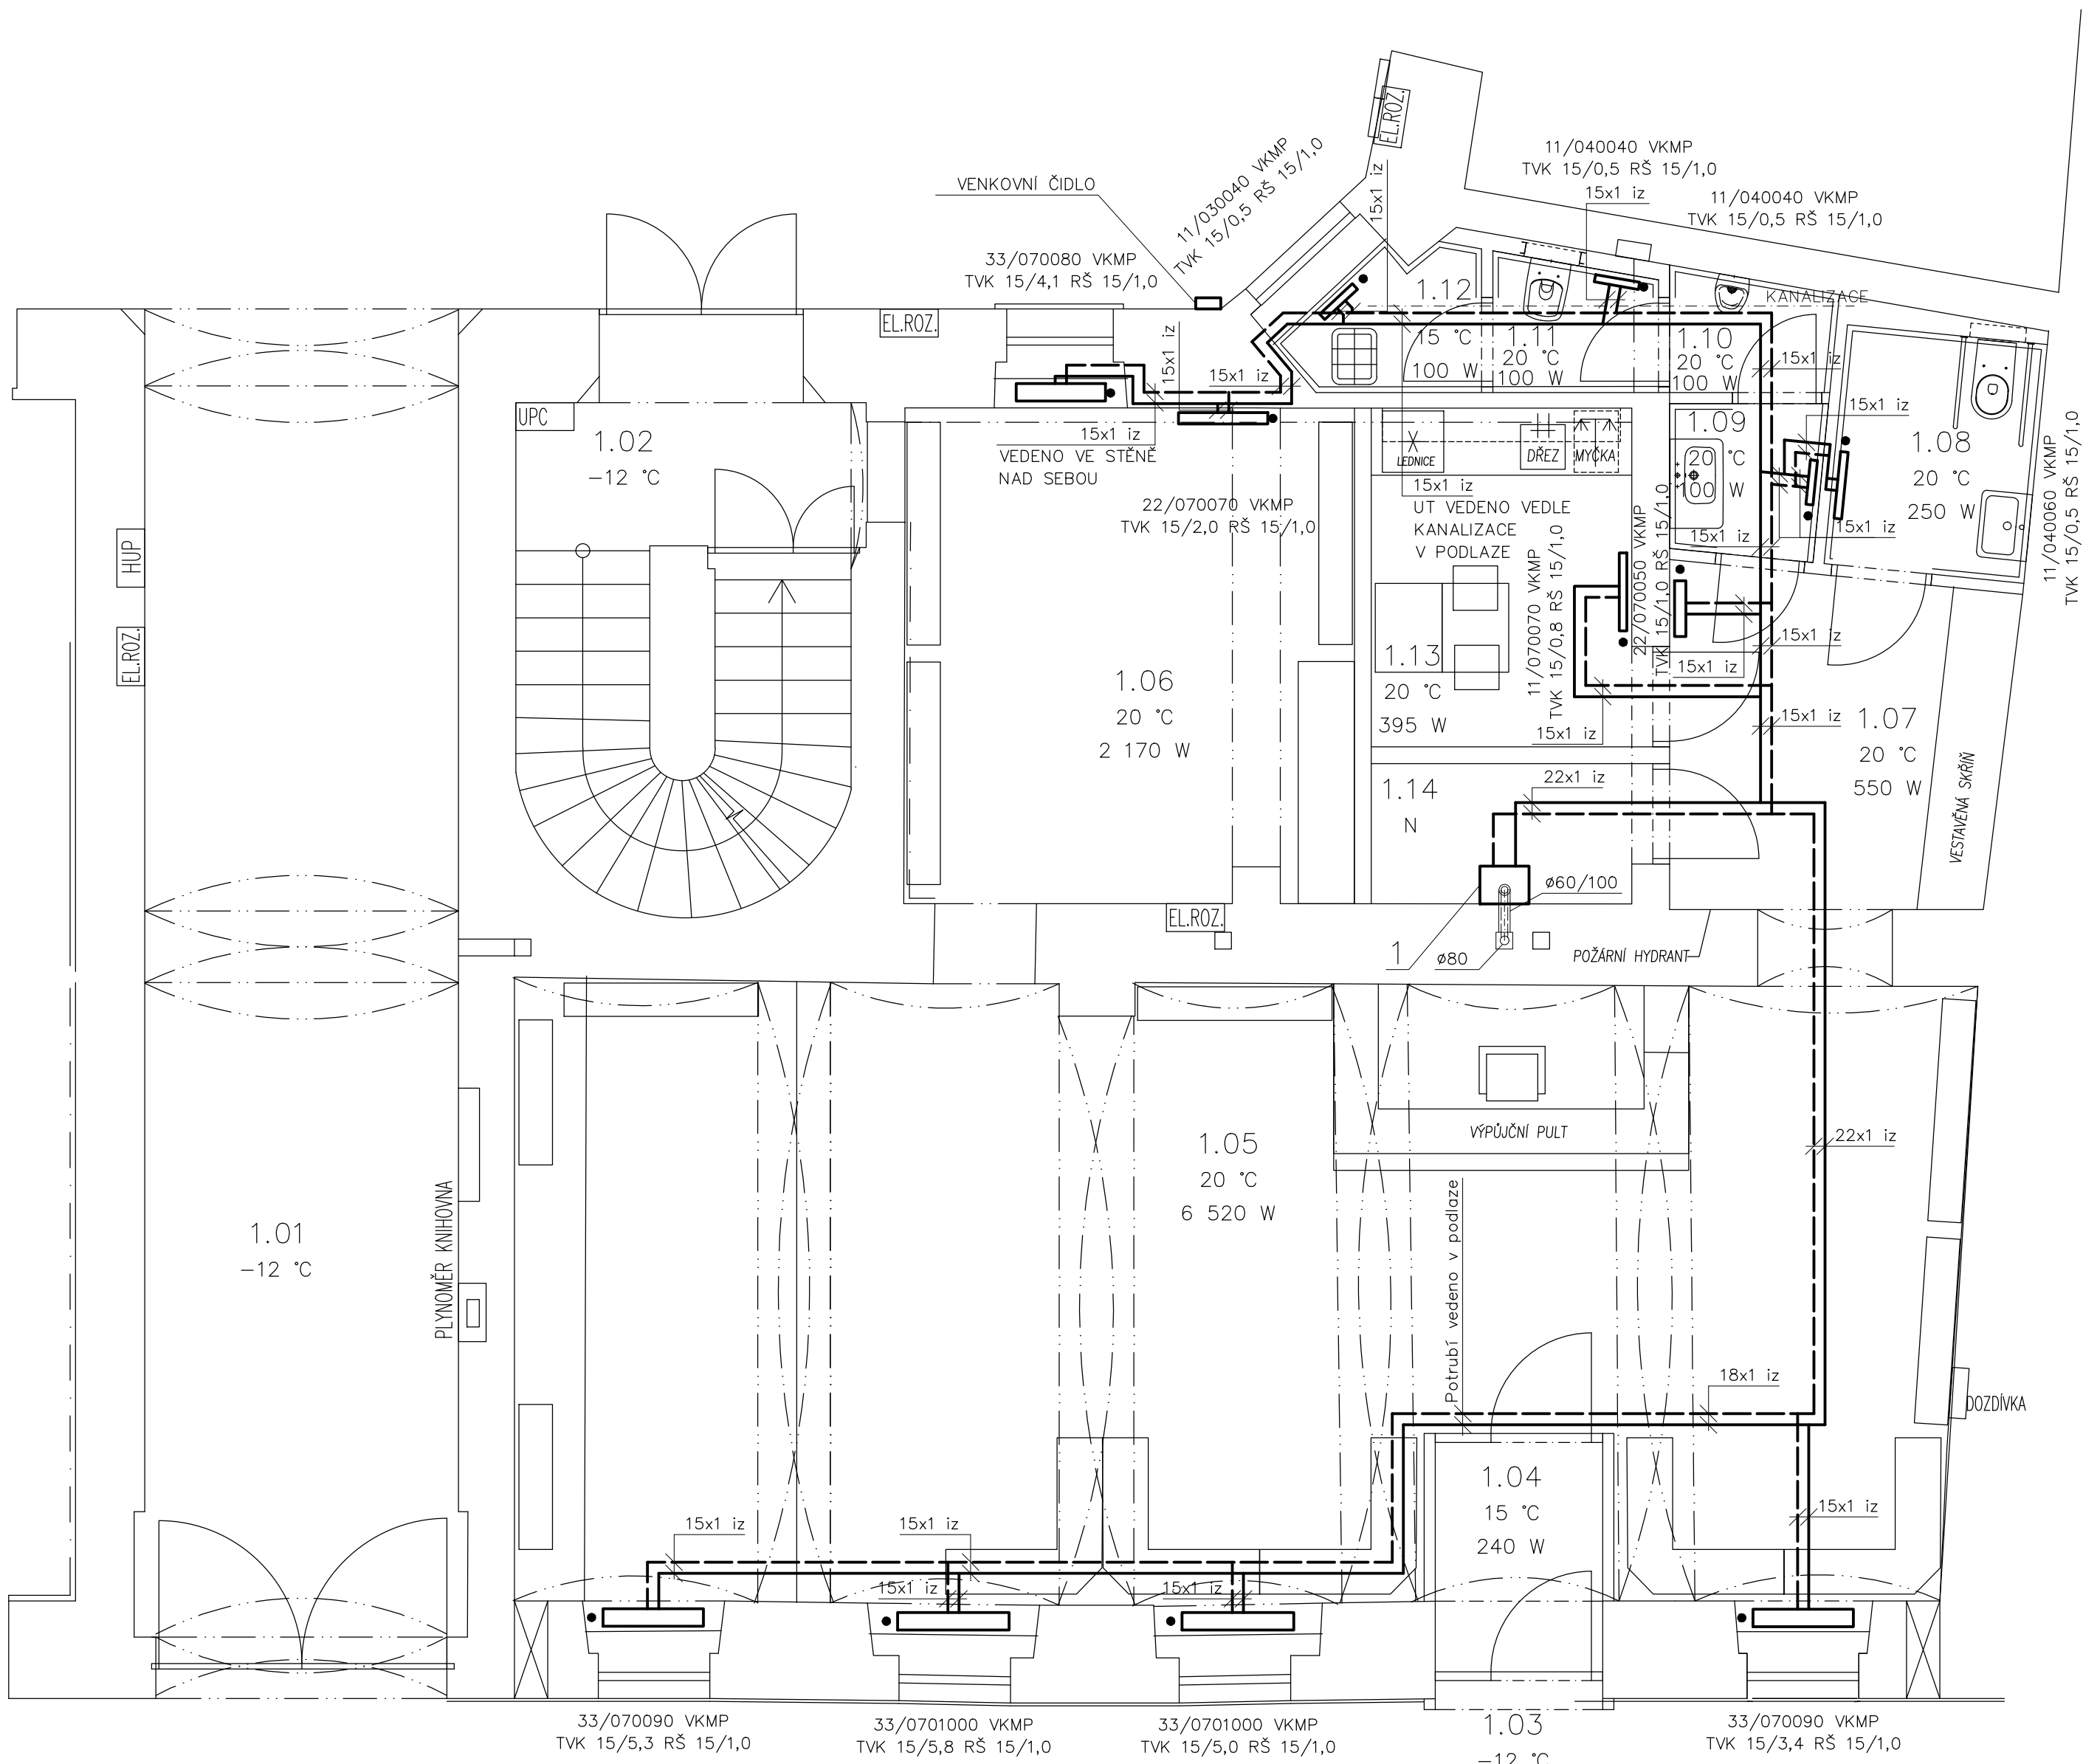 11/040040 VKMP
TVK 15/0,5 RŠ 15/1,0
15x1 iz
11/040040 VKMP
TVK 15/0,5 RŠ 15/1,0
EL.ROZ.
15x1 iz
11/030040 VKMP
TVK 15/0,5 RŠ 15/1,0
VENKOVNÍ ČIDLO
33/070080 VKMP
TVK 15/4,1 RŠ 15/1,0
EL.ROZ.
KANALIZACE
1.12
15 °C
100 W
1.11
20 °C
100 W
1.10
20 °C
100 W
15x1 iz
15x1 iz
15x1 iz
15x1 iz
UPC
1.02
-12 °C
15x1 iz
VEDENO VE STĚNĚ
NAD SEBOU
22/070070 VKMP
TVK 15/2,0 RŠ 15/1,0
LEDNICE
DŘEZ
MYČKA
15x1 iz
UT VEDENO VEDLE
KANALIZACE
V PODLAZE
1.09
20 °C
100 W
1.08
20 °C
250 W
15x1 iz
15x1 iz
11/040060 VKMP
TVK 15/0,5 RŠ 15/1,0
HUP
EL.ROZ.
11/070070 VKMP
TVK 15/0,8 RŠ 15/1,0
22/070050 VKMP
TVK 15/1,0 RŠ 15/1,0
15x1 iz
15x1 iz
1.06
20 °C
2 170 W
1.13
20 °C
395 W
15x1 iz
15x1 iz
1.07
20 °C
550 W
VESTAVĚNÁ SKŘÍŇ
22x1 iz
1.14
N
ø60/100
EL.ROZ.
1
ø80
POŽÁRNÍ HYDRANT
VÝPŮJČNÍ PULT
22x1 iz
1.05
20 °C
6 520 W
1.01
-12 °C
PLYNOMĚR KNIHOVNA
Potrubí vedeno v podlaze
18x1 iz
DOZDÍVKA
1.04
15 °C
240 W
15x1 iz
15x1 iz
15x1 iz
15x1 iz
15x1 iz
33/070090 VKMP
TVK 15/5,3 RŠ 15/1,0
33/0701000 VKMP
TVK 15/5,8 RŠ 15/1,0
33/0701000 VKMP
TVK 15/5,0 RŠ 15/1,0
1.03
-12 °C
33/070090 VKMP
TVK 15/3,4 RŠ 15/1,0